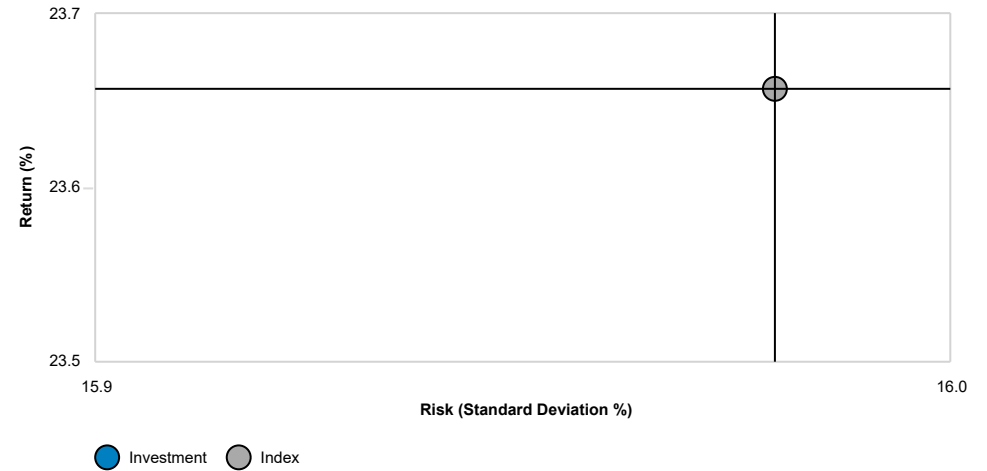 23.7
23.6
23.5
Return (%)
15.9
16.0
Risk (Standard Deviation %)
Investment
Index